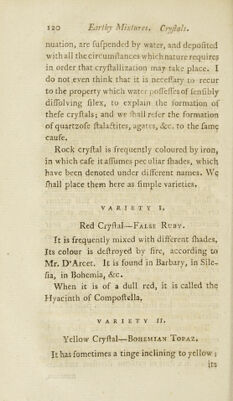 120 Earthy Mixtures. Cryſtals.
nuation, are ſuſpended by water, and depoſited
with all the circumſtances which nature requires
in order that cryſtallization may take place. I
do not even think that it is neceſſary to recur
to the property which water poſſeſſes of ſenſibly
diſſolving ſilex, to explain the formation of
theſe cryſtals; and we ſhall refer the formation
of quartzoſe ſtalactites, agates, &c. to the ſame
cauſe.
Rock cryſtal is frequently coloured by iron,
in which caſe it aſſumes peculiar ſhades, which
have been denoted under different names. We
ſhall place them here as ſimple varieties.
VARIETY I.
Red Cryſtal—FALSE RUBY.
It is frequently mixed with different ſhades.
Its colour is deſtroyed by fire, according to
Mr. D'Arcet. It is found in Barbary, in Sile-
ſia, in Bohemia, &c.
When it is of a dull red, it is called the
Hyacinth of Compoſtella.
VARIETY II.
Yellow Cryſtal—BOHEMIAN TOPAZ.
It has ſometimes a tinge inclining to yellow;
its